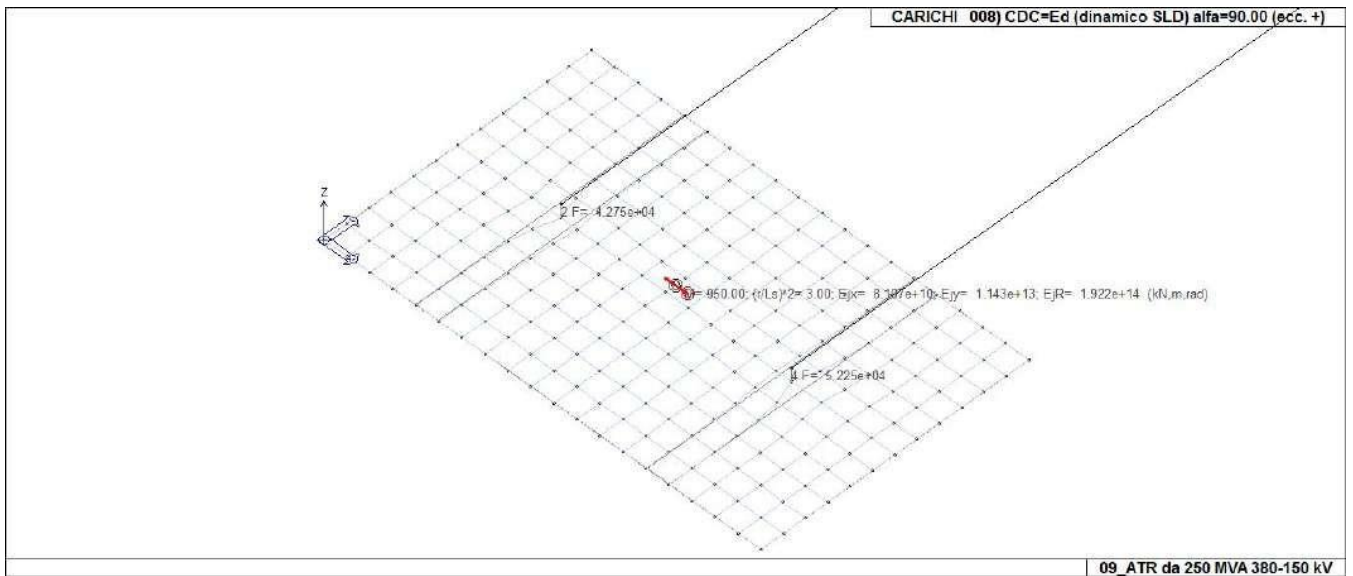 CARICHI 008) CDC=Ed (dinamico SLD) alfa=90.00 (ecc. +)
Z
2 F= 4.275e+04
M= 950.00; (r/Ls)^2= 3.00; Ejx= 8.107e+10; Ejy= 1.143e+13; EjR= 1.922e+14 (kN,m,rad)
4 F= 5.225e+04
09_ATR da 250 MVA 380-150 kV